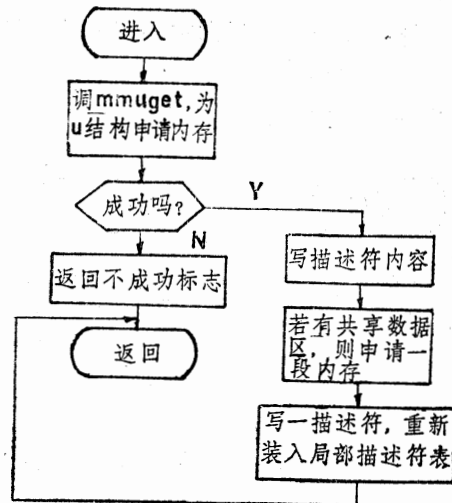 进入
调mmuget,为
u结构申请内存
成功吗?
Y
N
返回不成功标志
返回
写描述符内容
若有共享数据
区,则申请一
段内存
写一描述符,重新
装入局部描述符表